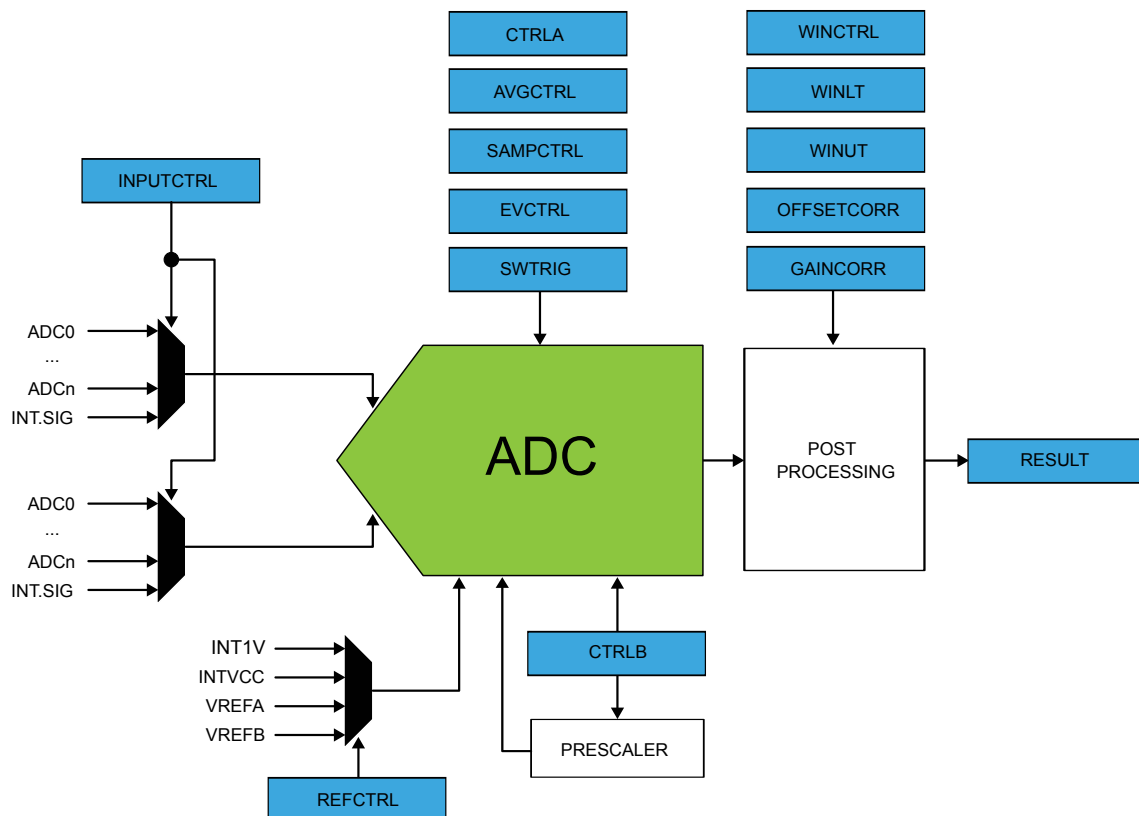 CTRLA
WINCTRL
AVGCTRL
WINLT
SAMPCTRL
WINUT
INPUTCTRL
EVCTRL
OFFSETCORR
SWTRIG
GAINCORR
ADC0
...
ADCn
INT.SIG
ADC
POST
PROCESSING
RESULT
ADC0
...
ADCn
INT.SIG
INT1V
INTVCC
VREFA
VREFB
CTRLB
PRESCALER
REFCTRL